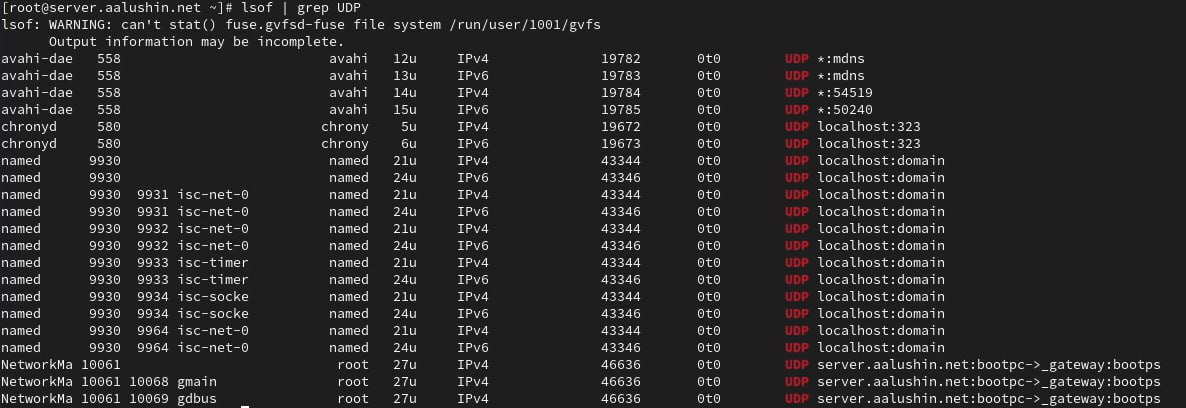 [root@server.aalushin.net ~]# lsof | grep UDP
lsof: WARNING: can't stat() fuse.gvfsd-fuse file system /run/user/1001/gvfs
      Output information may be incomplete.
avahi-dae   558                          avahi   12u     IPv4              19782       0t0        UDP *:mdns
avahi-dae   558                          avahi   13u     IPv6              19783       0t0        UDP *:mdns
avahi-dae   558                          avahi   14u     IPv4              19784       0t0        UDP *:54519
avahi-dae   558                          avahi   15u     IPv6              19785       0t0        UDP *:50240
chronyd     580                         chrony    5u     IPv4              19672       0t0        UDP localhost:323
chronyd     580                         chrony    6u     IPv6              19673       0t0        UDP localhost:323
named      9930                          named   21u     IPv4              43344       0t0        UDP localhost:domain
named      9930                          named   24u     IPv6              43346       0t0        UDP localhost:domain
named      9930  9931 isc-net-0          named   21u     IPv4              43344       0t0        UDP localhost:domain
named      9930  9931 isc-net-0          named   24u     IPv6              43346       0t0        UDP localhost:domain
named      9930  9932 isc-net-0          named   21u     IPv4              43344       0t0        UDP localhost:domain
named      9930  9932 isc-net-0          named   24u     IPv6              43346       0t0        UDP localhost:domain
named      9930  9933 isc-timer          named   21u     IPv4              43344       0t0        UDP localhost:domain
named      9930  9933 isc-timer          named   24u     IPv6              43346       0t0        UDP localhost:domain
named      9930  9934 isc-socke          named   21u     IPv4              43344       0t0        UDP localhost:domain
named      9930  9934 isc-socke          named   24u     IPv6              43346       0t0        UDP localhost:domain
named      9930  9964 isc-net-0          named   21u     IPv4              43344       0t0        UDP localhost:domain
named      9930  9964 isc-net-0          named   24u     IPv6              43346       0t0        UDP localhost:domain
NetworkMa 10061                           root   27u     IPv4              46636       0t0        UDP server.aalushin.net:bootpc->_gateway:bootps
NetworkMa 10061 10068 gmain               root   27u     IPv4              46636       0t0        UDP server.aalushin.net:bootpc->_gateway:bootps
NetworkMa 10061 10069 gdbus               root   27u     IPv4              46636       0t0        UDP server.aalushin.net:bootpc->_gateway:bootps